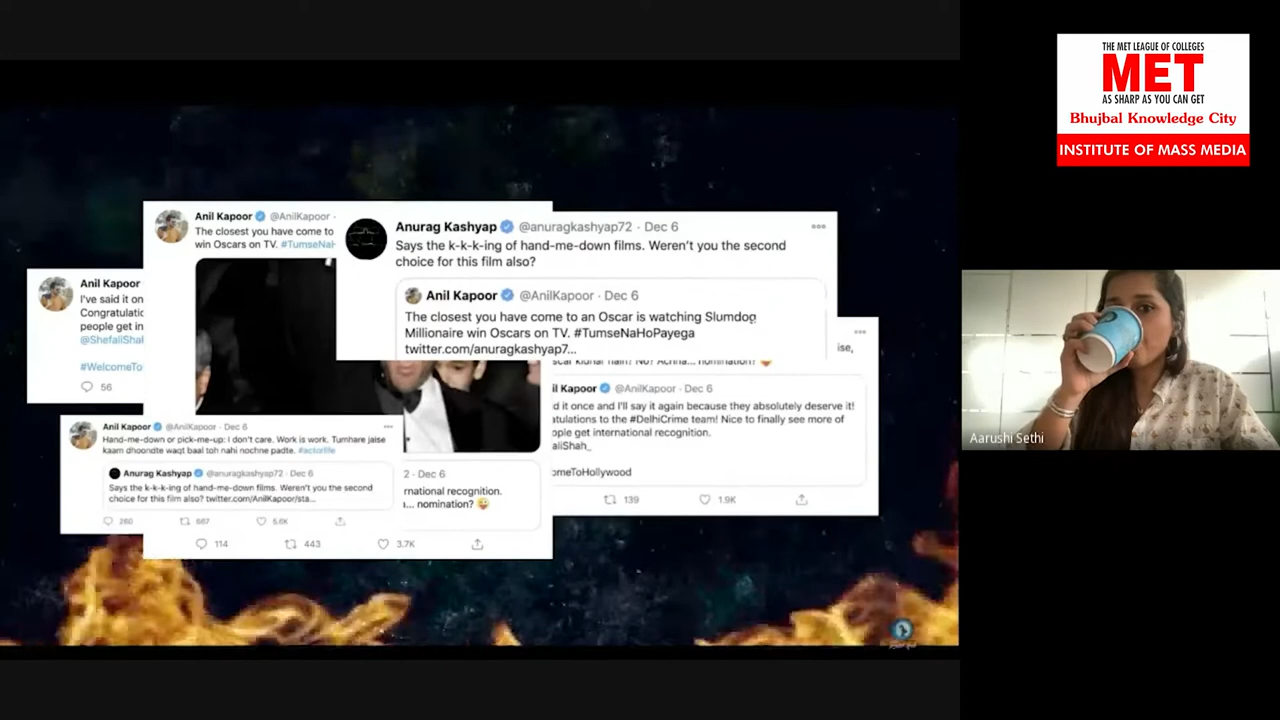 THE MET LEAGUE OF COLLEGES
MET
AS SHARP AS YOU CAN GET
Bhujbal Knowledge City
INSTITUTE OF MASS MEDIA
Anil Kapoor @AnilKapoor ·
The closest you have come to
win Oscars on TV. #TumseNaH
Anurag Kashyap @anuragkashyap72 · Dec 6
Says the k-k-k-ing of hand-me-down films. Weren't you the second
choice for this film also?
Anil Kapoor @AnilKapoor · Dec 6
The closest you have come to an Oscar is watching Slumdog
Millionaire win Oscars on TV. #TumseNaHoPayega
twitter.com/anuragkashyap7...
Anil Kapoor
I've said it on
Congratulatio
people get in
@ShefaliShah
#WelcomeTo
56
ise,
nomination?
il Kapoor @AnilKapoor · Dec 6
d it once and I'll say it again because they absolutely deserve it!
tulations to the #DelhiCrime team! Nice to finally see more of
ople get international recognition.
aliShah_
omeToHollywood
139 1.9K
Anil Kapoor @AnilKapoor · Dec 6
Hand-me-down or pick-me-up: I don't care. Work is work. Tumhare jaise
kaam dhoondte waqt baal toh nahi nochne padte. #actorlife
Anurag Kashyap @anuragkashyap72 · Dec 6
Says the k-k-k-ing of hand-me-down films. Weren't you the second
choice for this film also? twitter.com/AnilKapoor/sta...
260 667 5.6K
2 · Dec 6
rnational recognition.
... nomination?
114 443 3.7K
Aarushi Sethi